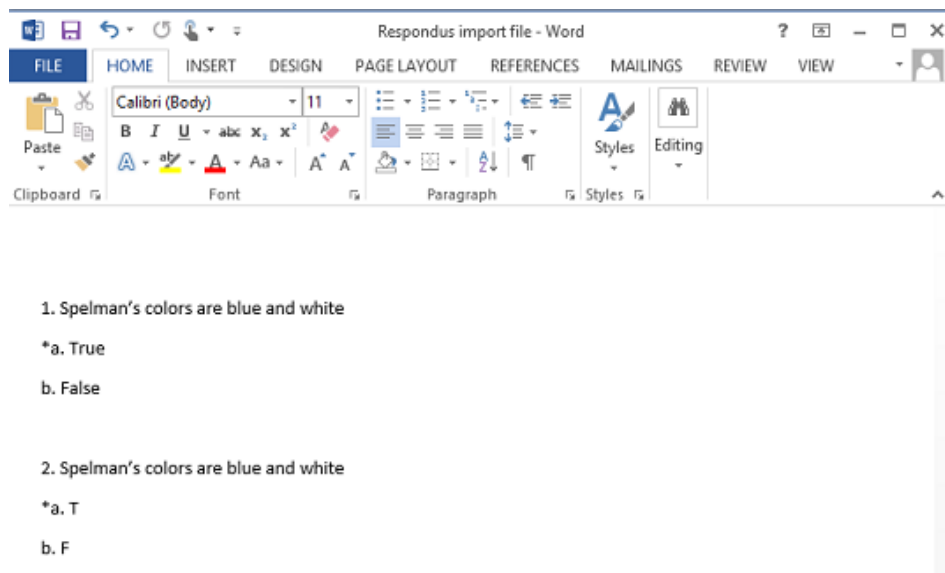 Respondus import file - Word
FILE HOME INSERT DESIGN PAGE LAYOUT REFERENCES MAILINGS REVIEW VIEW
Calibri (Body) 11
Paste
B I U abc x₂ x²
A ab A Aa A A
Styles Editing
Clipboard Font Paragraph Styles
1. Spelman’s colors are blue and white
*a. True
b. False
2. Spelman’s colors are blue and white
*a. T
b. F